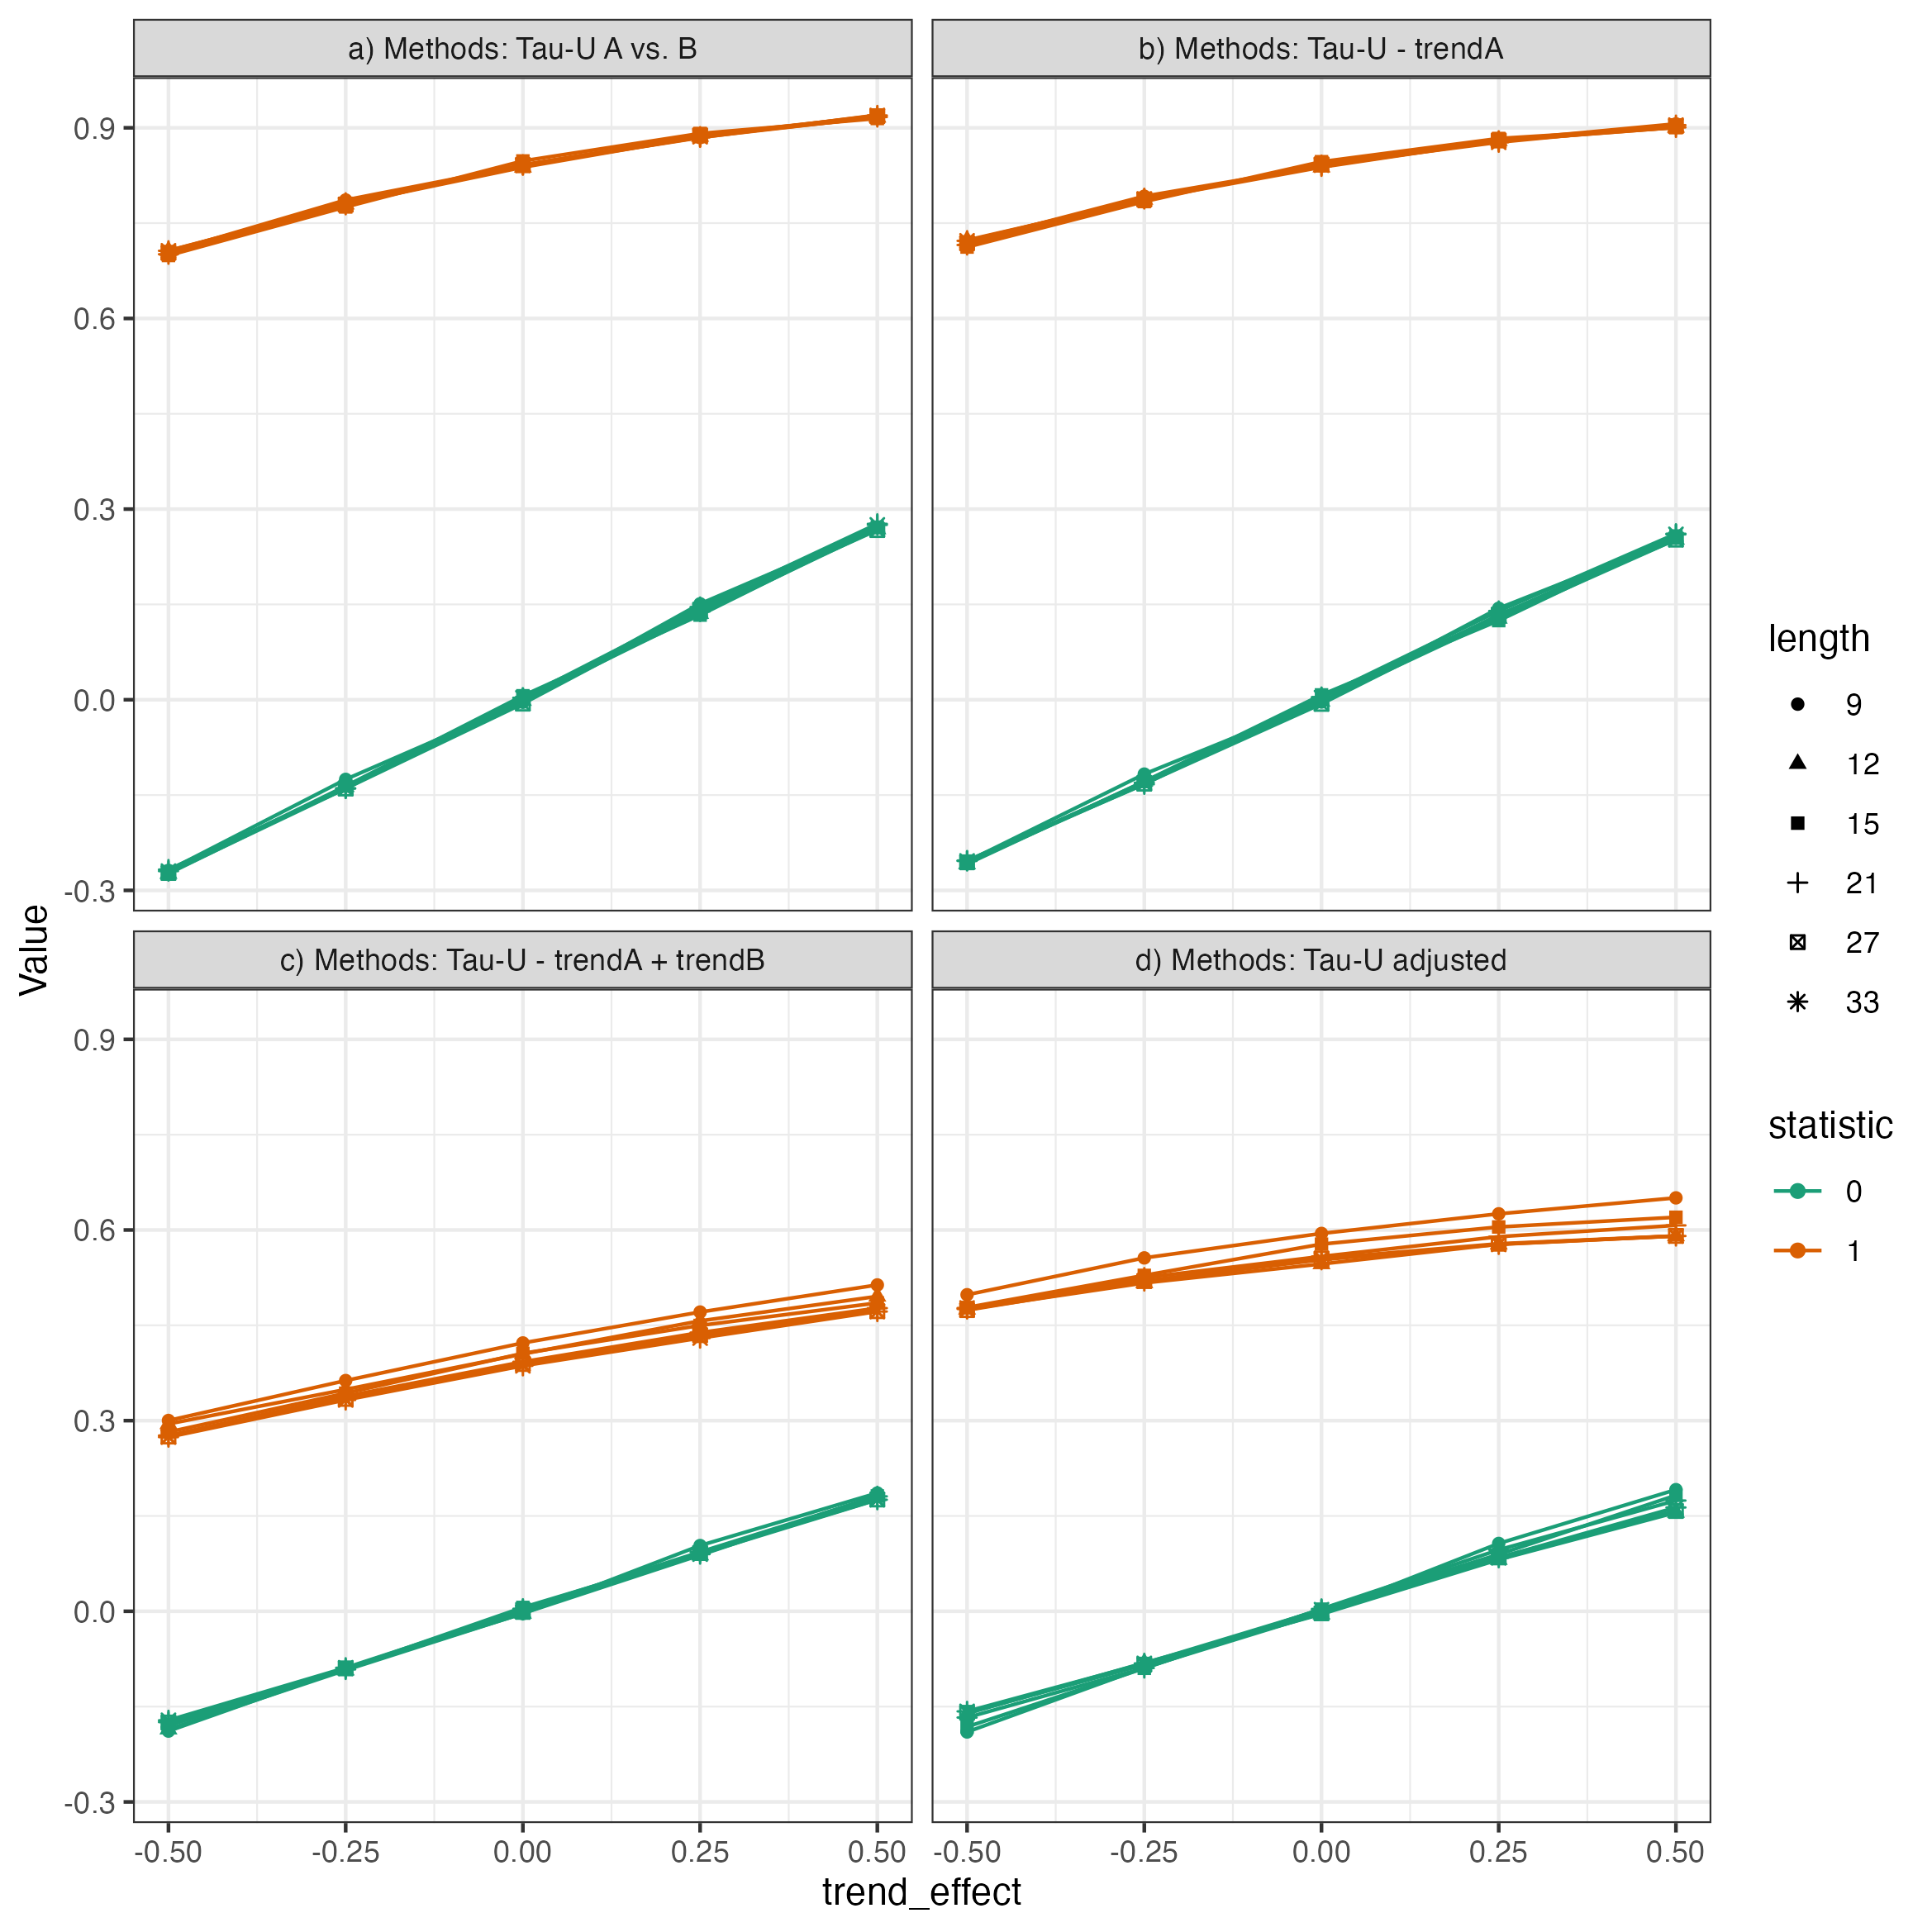 a) Methods: Tau-U A vs. B
b) Methods: Tau-U - trendA
0.9
0.6
0.3
0.0
-0.3
c) Methods: Tau-U - trendA + trendB
d) Methods: Tau-U adjusted
0.9
0.6
0.3
0.0
-0.3
-0.50 -0.25 0.00 0.25 0.50
-0.50 -0.25 0.00 0.25 0.50
trend_effect
Value
length
9
12
15
21
27
33
statistic
0
1